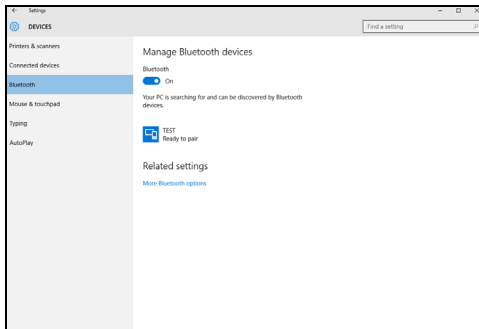 Settings
DEVICES
Find a setting
Printers & scanners
Connected devices
Bluetooth
Mouse & touchpad
Typing
AutoPlay
Manage Bluetooth devices
Bluetooth
On
Your PC is searching for and can be discovered by Bluetooth
devices.
TEST
Ready to pair
Related settings
More Bluetooth options